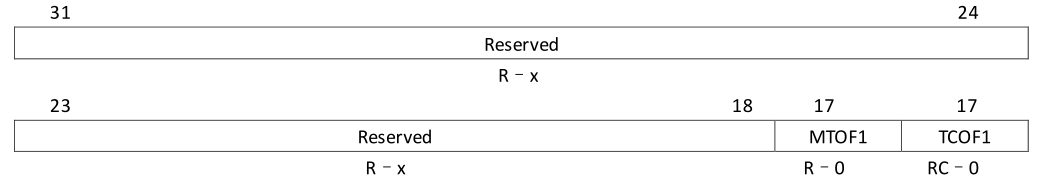 31 24
Reserved
R – x
23 18 17 17
Reserved MTOF1 TCOF1
R – x R – 0 RC – 0